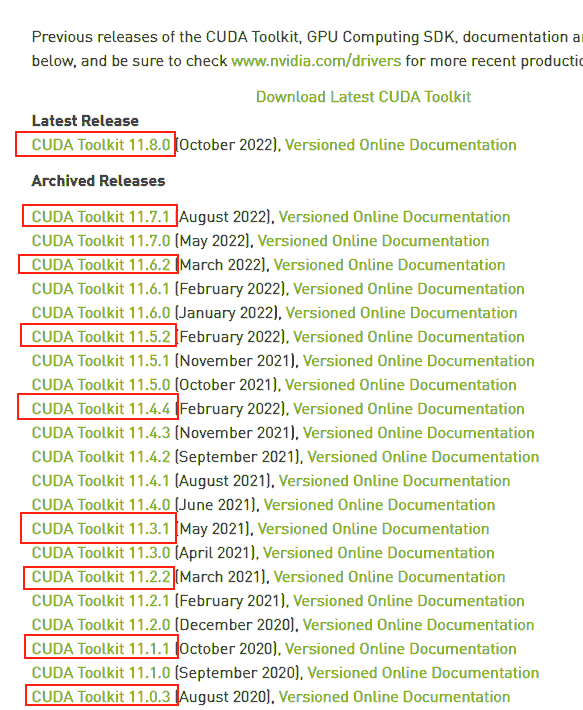 Previous releases of the CUDA Toolkit, GPU Computing SDK, documentation a
below, and be sure to check www.nvidia.com/drivers for more recent productio
Download Latest CUDA Toolkit
Latest Release
CUDA Toolkit 11.8.0 (October 2022), Versioned Online Documentation
Archived Releases
CUDA Toolkit 11.7.1 (August 2022), Versioned Online Documentation
CUDA Toolkit 11.7.0 (May 2022), Versioned Online Documentation
CUDA Toolkit 11.6.2 (March 2022), Versioned Online Documentation
CUDA Toolkit 11.6.1 (February 2022), Versioned Online Documentation
CUDA Toolkit 11.6.0 (January 2022), Versioned Online Documentation
CUDA Toolkit 11.5.2 (February 2022), Versioned Online Documentation
CUDA Toolkit 11.5.1 (November 2021), Versioned Online Documentation
CUDA Toolkit 11.5.0 (October 2021), Versioned Online Documentation
CUDA Toolkit 11.4.4 (February 2022), Versioned Online Documentation
CUDA Toolkit 11.4.3 (November 2021), Versioned Online Documentation
CUDA Toolkit 11.4.2 (September 2021), Versioned Online Documentation
CUDA Toolkit 11.4.1 (August 2021), Versioned Online Documentation
CUDA Toolkit 11.4.0 (June 2021), Versioned Online Documentation
CUDA Toolkit 11.3.1 (May 2021), Versioned Online Documentation
CUDA Toolkit 11.3.0 (April 2021), Versioned Online Documentation
CUDA Toolkit 11.2.2 (March 2021), Versioned Online Documentation
CUDA Toolkit 11.2.1 (February 2021), Versioned Online Documentation
CUDA Toolkit 11.2.0 (December 2020), Versioned Online Documentation
CUDA Toolkit 11.1.1 (October 2020), Versioned Online Documentation
CUDA Toolkit 11.1.0 (September 2020), Versioned Online Documentation
CUDA Toolkit 11.0.3 (August 2020), Versioned Online Documentation